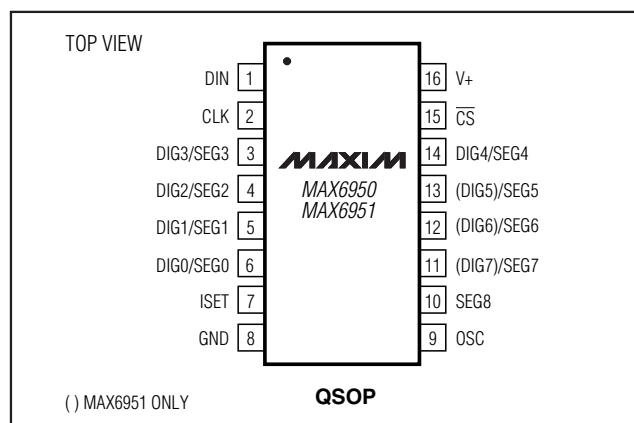 TOP VIEW
DIN 1
CLK 2
DIG3/SEG3 3
DIG2/SEG2 4
DIG1/SEG1 5
DIG0/SEG0 6
ISET 7
GND 8
MAXIM
MAX6950
MAX6951
16 V+
15 C̅S̅
14 DIG4/SEG4
13 (DIG5)/SEG5
12 (DIG6)/SEG6
11 (DIG7)/SEG7
10 SEG8
9 OSC
( ) MAX6951 ONLY
QSOP